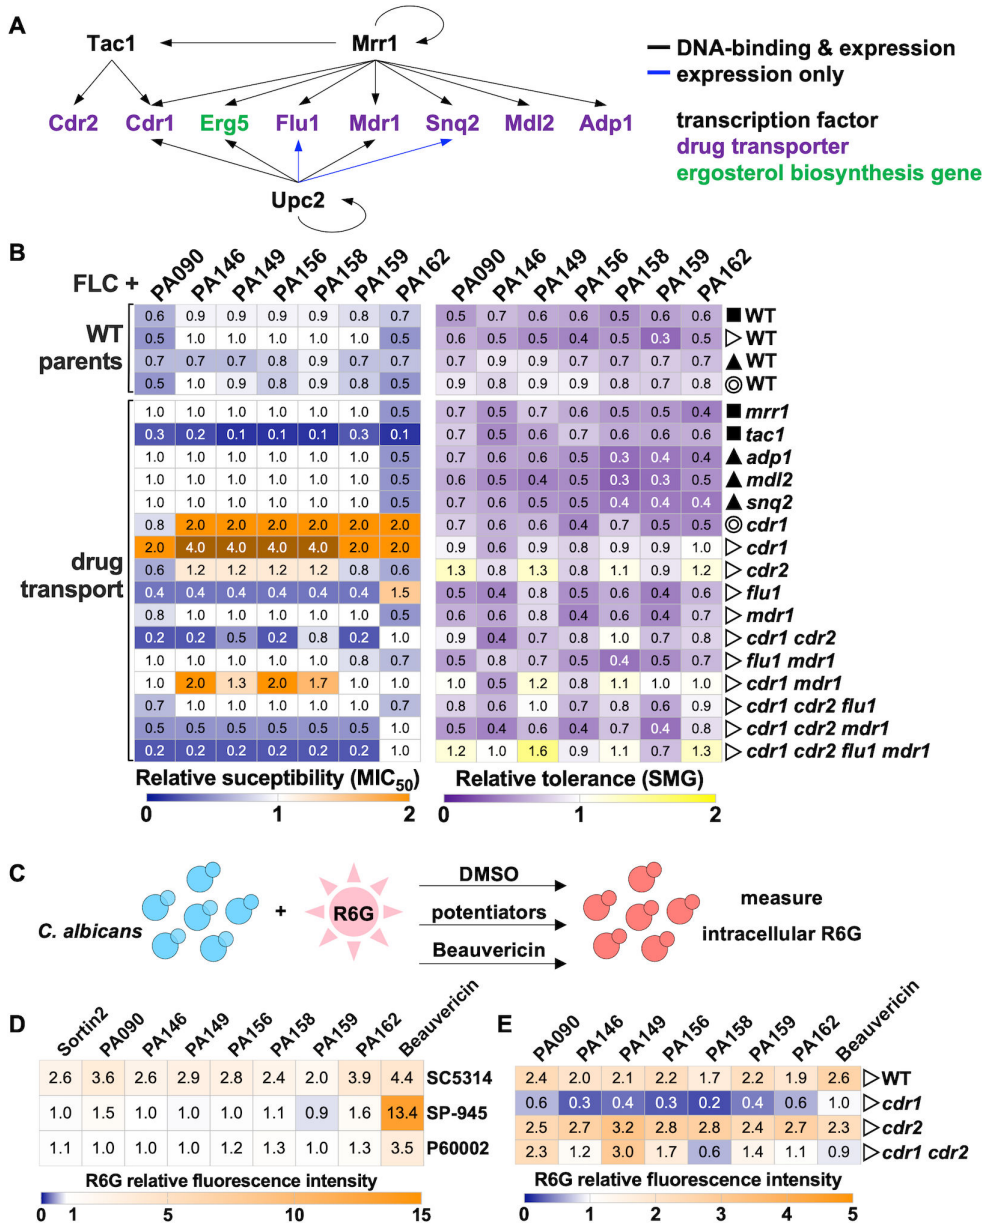 A
Tac1 Mrr1
DNA-binding & expression
expression only
Cdr2 Cdr1 Erg5 Flu1 Mdr1 Snq2 Mdl2 Adp1
transcription factor
drug transporter
ergosterol biosynthesis gene
Upc2
B
FLC +
PA090 PA146 PA149 PA156 PA158 PA159 PA162 PA090 PA146 PA149 PA156 PA158 PA159 PA162
WT parents
0.6 0.9 0.9 0.9 0.9 0.8 0.7 0.5 0.7 0.6 0.6 0.5 0.6 0.6 WT
0.5 1.0 1.0 1.0 1.0 1.0 0.5 0.6 0.5 0.5 0.4 0.5 0.3 0.5 WT
0.7 0.7 0.7 0.8 0.9 0.7 0.7 0.7 0.9 0.9 0.7 0.7 0.7 0.7 WT
0.5 1.0 0.9 0.8 0.9 0.8 0.5 0.9 0.8 0.9 0.9 0.8 0.7 0.8 WT
drug transport
1.0 1.0 1.0 1.0 1.0 1.0 0.5 0.7 0.5 0.7 0.6 0.5 0.5 0.4 mrr1
0.3 0.2 0.1 0.1 0.1 0.3 0.1 0.7 0.5 0.6 0.7 0.6 0.6 0.6 tac1
1.0 1.0 1.0 1.0 1.0 1.0 0.5 0.7 0.6 0.6 0.5 0.3 0.4 0.5 adp1
1.0 1.0 1.0 1.0 1.0 1.0 0.5 0.6 0.5 0.4 0.5 0.3 0.3 0.5 mdl2
1.0 1.0 1.0 1.0 1.0 1.0 0.5 0.7 0.6 0.5 0.5 0.4 0.4 0.4 snq2
0.8 2.0 2.0 2.0 2.0 2.0 2.0 0.7 0.6 0.6 0.4 0.7 0.5 0.5 cdr1
2.0 4.0 4.0 4.0 4.0 2.0 2.0 0.9 0.6 0.9 0.8 0.9 0.9 1.0 cdr1
0.6 1.2 1.2 1.2 1.2 0.8 0.6 1.3 0.8 1.3 0.8 1.1 0.9 1.2 cdr2
0.4 0.4 0.4 0.4 0.4 0.4 1.5 0.5 0.4 0.8 0.5 0.6 0.4 0.6 flu1
0.8 1.0 1.0 1.0 1.0 1.0 0.5 0.6 0.6 0.8 0.4 0.6 0.4 0.7 mdr1
0.2 0.2 0.5 0.2 0.8 0.2 1.0 0.9 0.4 0.7 0.8 1.0 0.7 0.8 cdr1 cdr2
1.0 1.0 1.0 1.0 1.0 0.8 0.7 0.5 0.8 0.7 0.5 0.4 0.5 0.7 flu1 mdr1
1.0 2.0 1.3 2.0 1.7 1.0 1.0 1.0 0.5 1.2 0.8 1.1 1.0 1.0 cdr1 mdr1
0.7 1.0 1.0 1.0 1.0 1.0 1.0 0.8 0.6 1.0 0.7 0.8 0.6 0.9 cdr1 cdr2 flu1
0.5 0.5 0.5 0.5 0.5 0.5 1.0 0.5 0.4 0.6 0.4 0.7 0.4 0.8 cdr1 cdr2 mdr1
0.2 0.2 0.2 0.2 0.2 0.2 1.0 1.2 1.0 1.6 0.9 1.1 0.7 1.3 cdr1 cdr2 flu1 mdr1
Relative suceptibility (MIC50) Relative tolerance (SMG)
0 1 2 0 1 2
C
C. albicans + R6G
DMSO
potentiators
Beauvericin
measure
intracellular R6G
D
Sortin2 PA090 PA146 PA149 PA156 PA158 PA159 PA162 Beauvericin
2.6 3.6 2.6 2.9 2.8 2.4 2.0 3.9 4.4 SC5314
1.0 1.5 1.0 1.0 1.0 1.1 0.9 1.6 13.4 SP-945
1.1 1.0 1.0 1.0 1.2 1.3 1.0 1.3 3.5 P60002
R6G relative fluorescence intensity
0 1 5 10 15
E
PA090 PA146 PA149 PA156 PA158 PA159 PA162 Beauvericin
2.4 2.0 2.1 2.2 1.7 2.2 1.9 2.6 WT
0.6 0.3 0.4 0.3 0.2 0.4 0.6 1.0 cdr1
2.5 2.7 3.2 2.8 2.8 2.4 2.7 2.3 cdr2
2.3 1.2 3.0 1.7 0.6 1.4 1.1 0.9 cdr1 cdr2
R6G relative fluorescence intensity
0 1 2 3 4 5